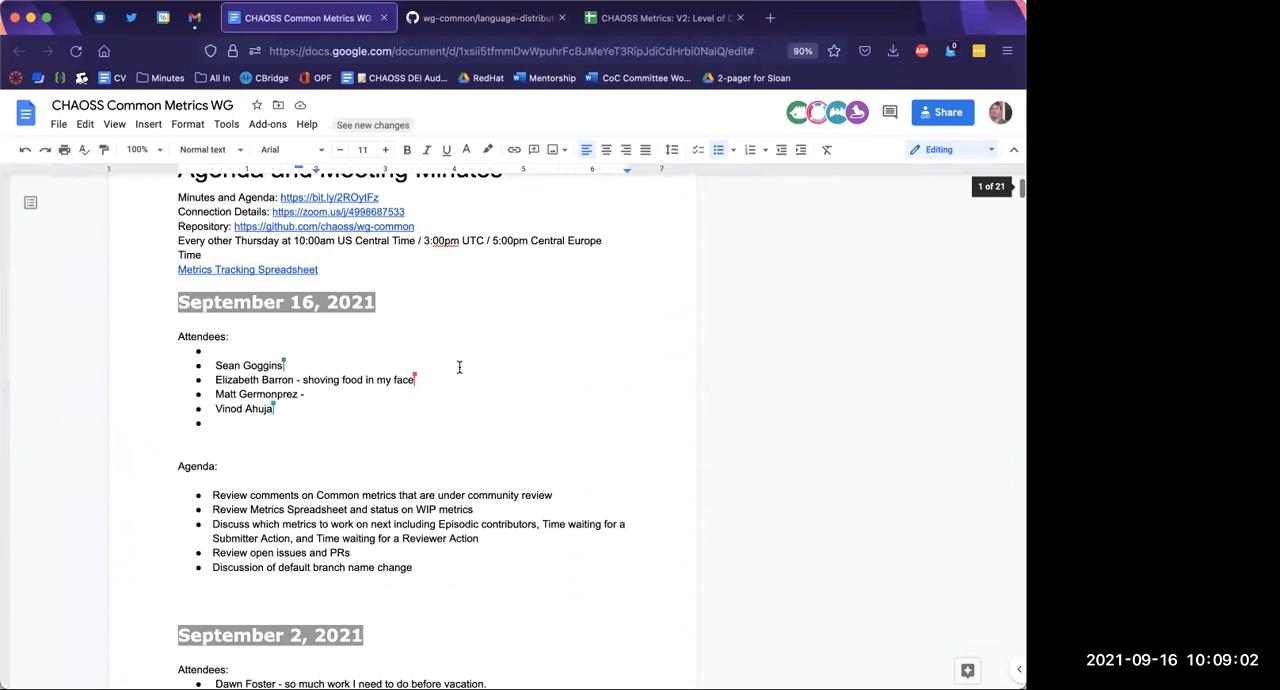 CHAOSS Common Metrics WG
wg-common/language-distribut
CHAOSS Metrics: V2: Level of C
https://docs.google.com/document/d/1xsii5tfmmDwWpuhrFcBJMeYeT3RipJdiCdHrbi0NaIQ/edit#
90%
CV
Minutes
All In
CBridge
OPF
CHAOSS DEI Aud...
RedHat
Mentorship
CoC Committee Wo...
2-pager for Sloan
CHAOSS Common Metrics WG
File Edit View Insert Format Tools Add-ons Help See new changes
Share
100% Normal text Arial 11
Editing
1 1 2 3 4 5 6 7
Agenda and Meeting Minutes
1 of 21
Minutes and Agenda: https://bit.ly/2ROytFz
Connection Details: https://zoom.us/j/4998687533
Repository: https://github.com/chaoss/wg-common
Every other Thursday at 10:00am US Central Time / 3:00pm UTC / 5:00pm Central Europe
Time
Metrics Tracking Spreadsheet
September 16, 2021
Attendees:
Sean Goggins
Elizabeth Barron - shoving food in my face
Matt Germonprez -
Vinod Ahuja
Agenda:
Review comments on Common metrics that are under community review
Review Metrics Spreadsheet and status on WIP metrics
Discuss which metrics to work on next including Episodic contributors, Time waiting for a
Submitter Action, and Time waiting for a Reviewer Action
Review open issues and PRs
Discussion of default branch name change
September 2, 2021
Attendees:
Dawn Foster - so much work I need to do before vacation.
2021-09-16 10:09:02